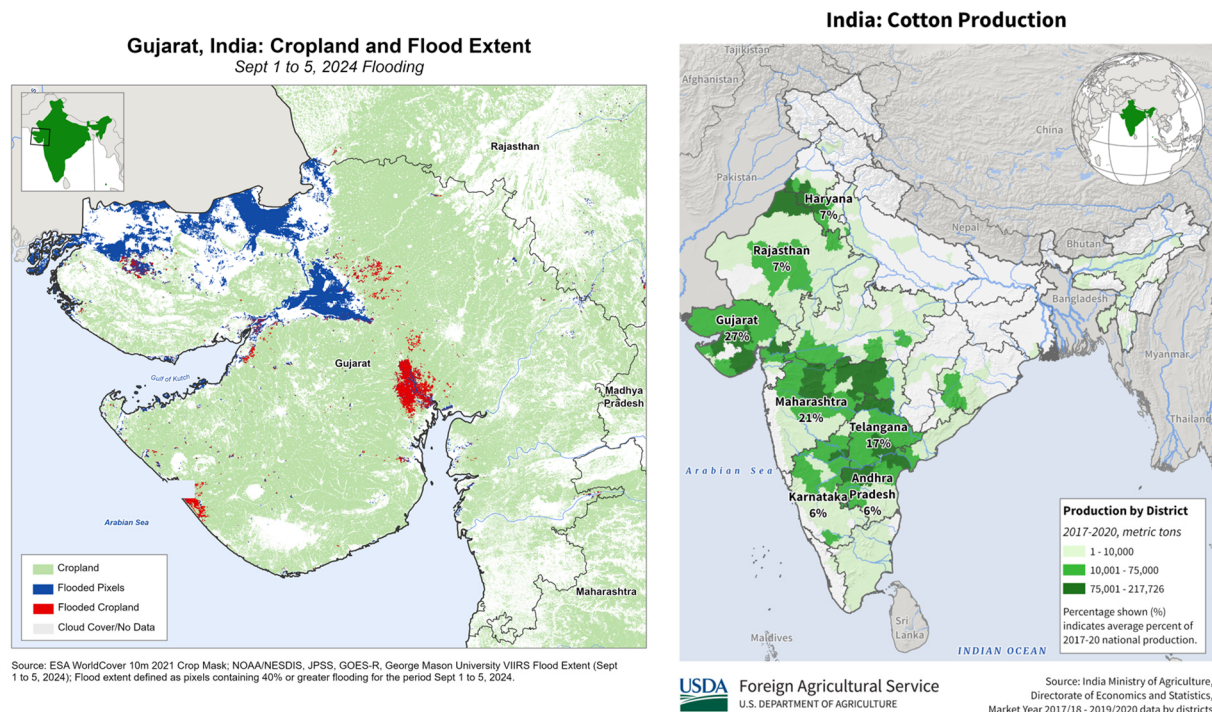 Gujarat, India: Cropland and Flood Extent
Sept 1 to 5, 2024 Flooding
Rajasthan
Gujarat
Gulf of Kutch
Madhya
Pradesh
Arabian Sea
Maharashtra
Cropland
Flooded Pixels
Flooded Cropland
Cloud Cover/No Data
Source: ESA WorldCover 10m 2021 Crop Mask; NOAA/NESDIS, JPSS, GOES-R, George Mason University VIIRS Flood Extent (Sept
1 to 5, 2024); Flood extent defined as pixels containing 40% or greater flooding for the period Sept 1 to 5, 2024.
India: Cotton Production
Tajikistan
Afghanistan
China
Pakistan
Haryana
7%
Nepal
Bhutan
Rajasthan
7%
Bangladesh
Gujarat
27%
Myanmar
Maharashtra
21%
Thailand
Telangana
17%
Arabian Sea
Andhra
Pradesh
6%
Karnataka
6%
Sri
Lanka
Maldives
INDIAN OCEAN
Production by District
2017-2020, metric tons
1 - 10,000
10,001 - 75,000
75,001 - 217,726
Percentage shown (%)
indicates average percent of
2017-20 national production.
USDA
Foreign Agricultural Service
U.S. DEPARTMENT OF AGRICULTURE
Source: India Ministry of Agriculture,
Directorate of Economics and Statistics,
Market Year 2017/18 - 2019/2020 data by districts